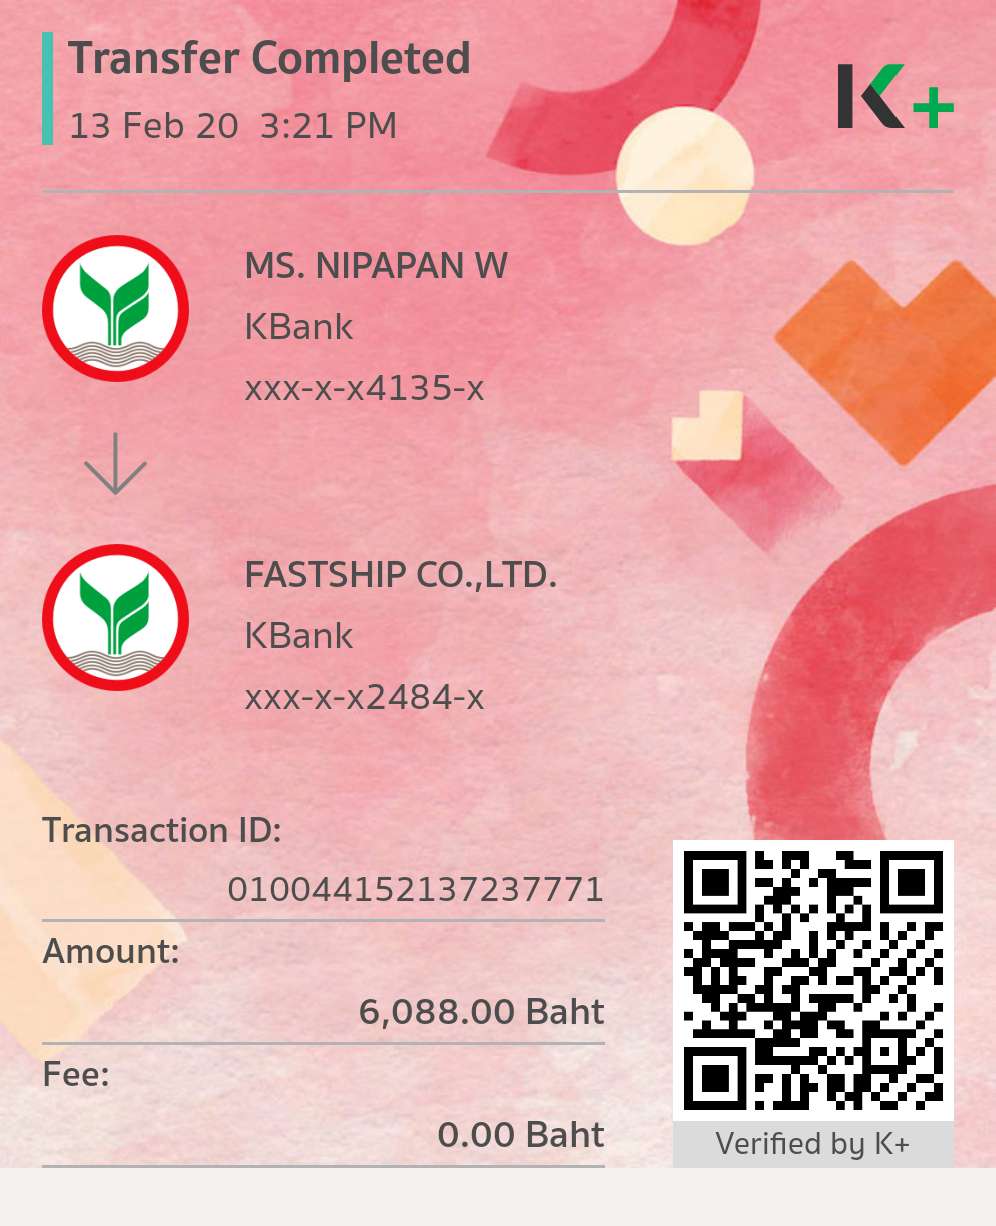 Transfer Completed
13 Feb 20 3:21 PM
K+
MS. NIPAPAN W
KBank
xxx-x-x4135-x
FASTSHIP CO.,LTD.
KBank
xxx-x-x2484-x
Transaction ID:
010044152137237771
Amount:
6,088.00 Baht
Fee:
0.00 Baht
Verified by K+